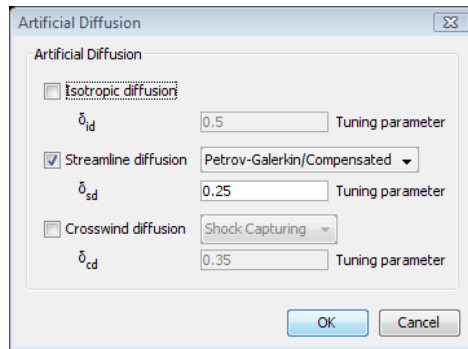 Artificial Diffusion
Artificial Diffusion
Isotropic diffusion
δid 0.5 Tuning parameter
Streamline diffusion Petrov-Galerkin/Compensated
δsd 0.25 Tuning parameter
Crosswind diffusion Shock Capturing
δcd 0.35 Tuning parameter
OK Cancel